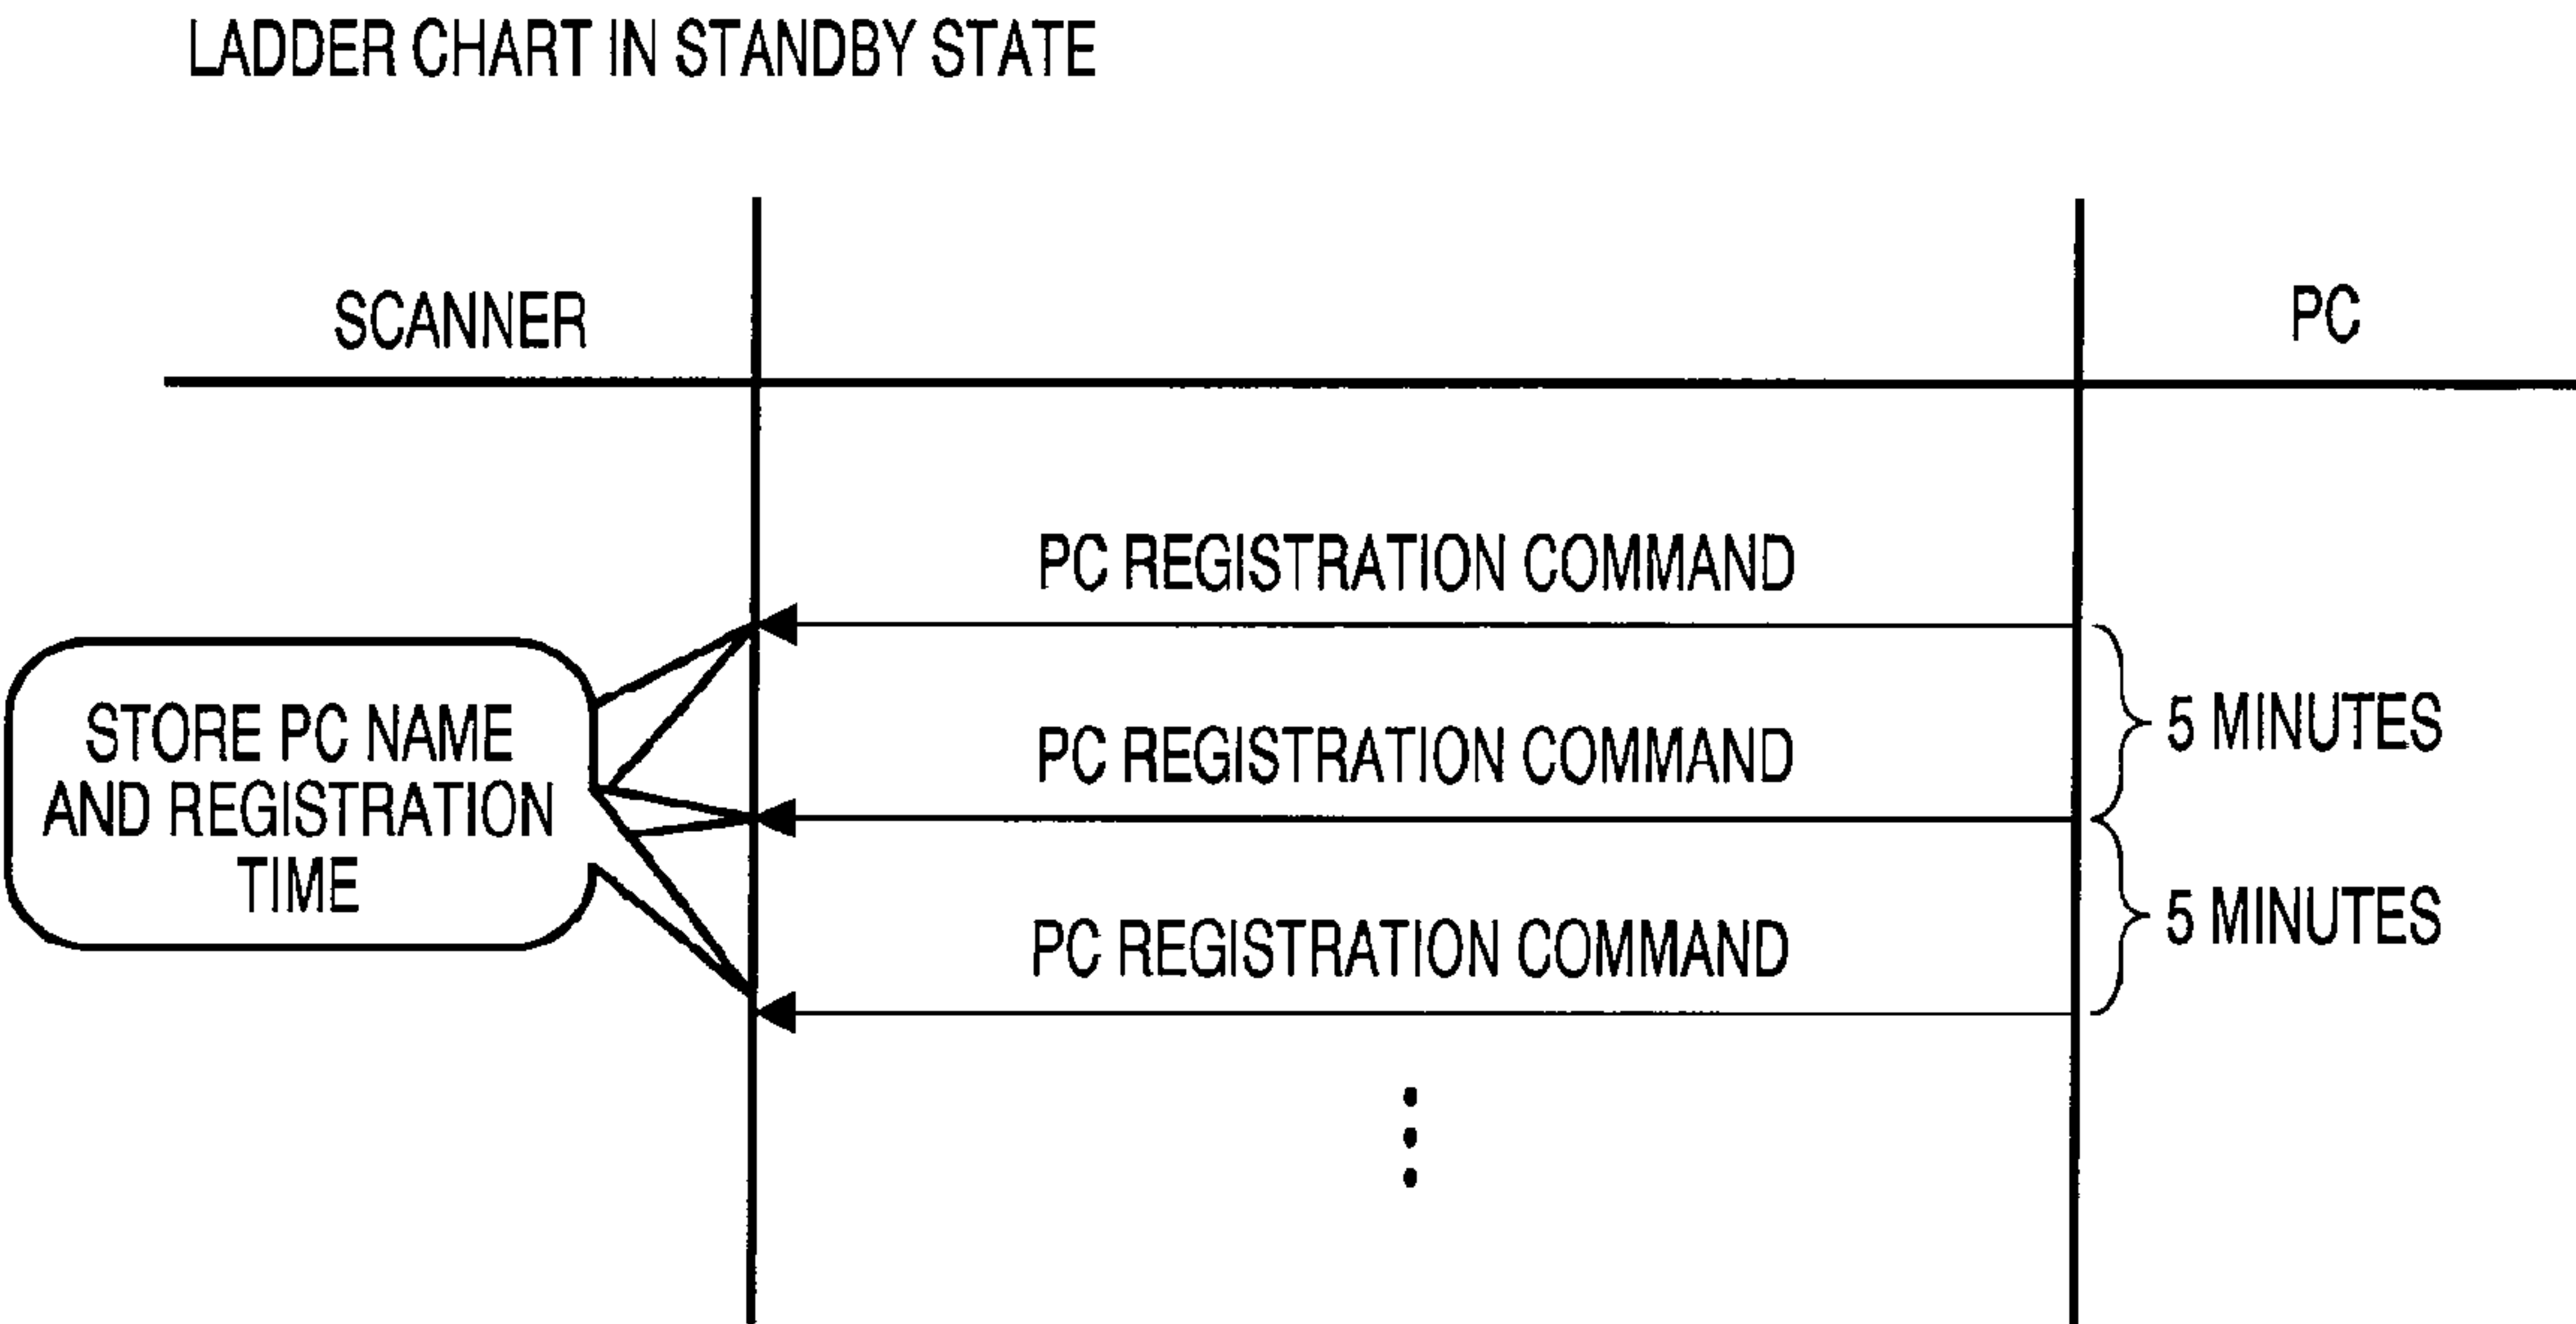 LADDER CHART IN STANDBY STATE
SCANNER
PC
PC REGISTRATION COMMAND
STORE PC NAME
AND REGISTRATION
TIME
5 MINUTES
PC REGISTRATION COMMAND
5 MINUTES
PC REGISTRATION COMMAND